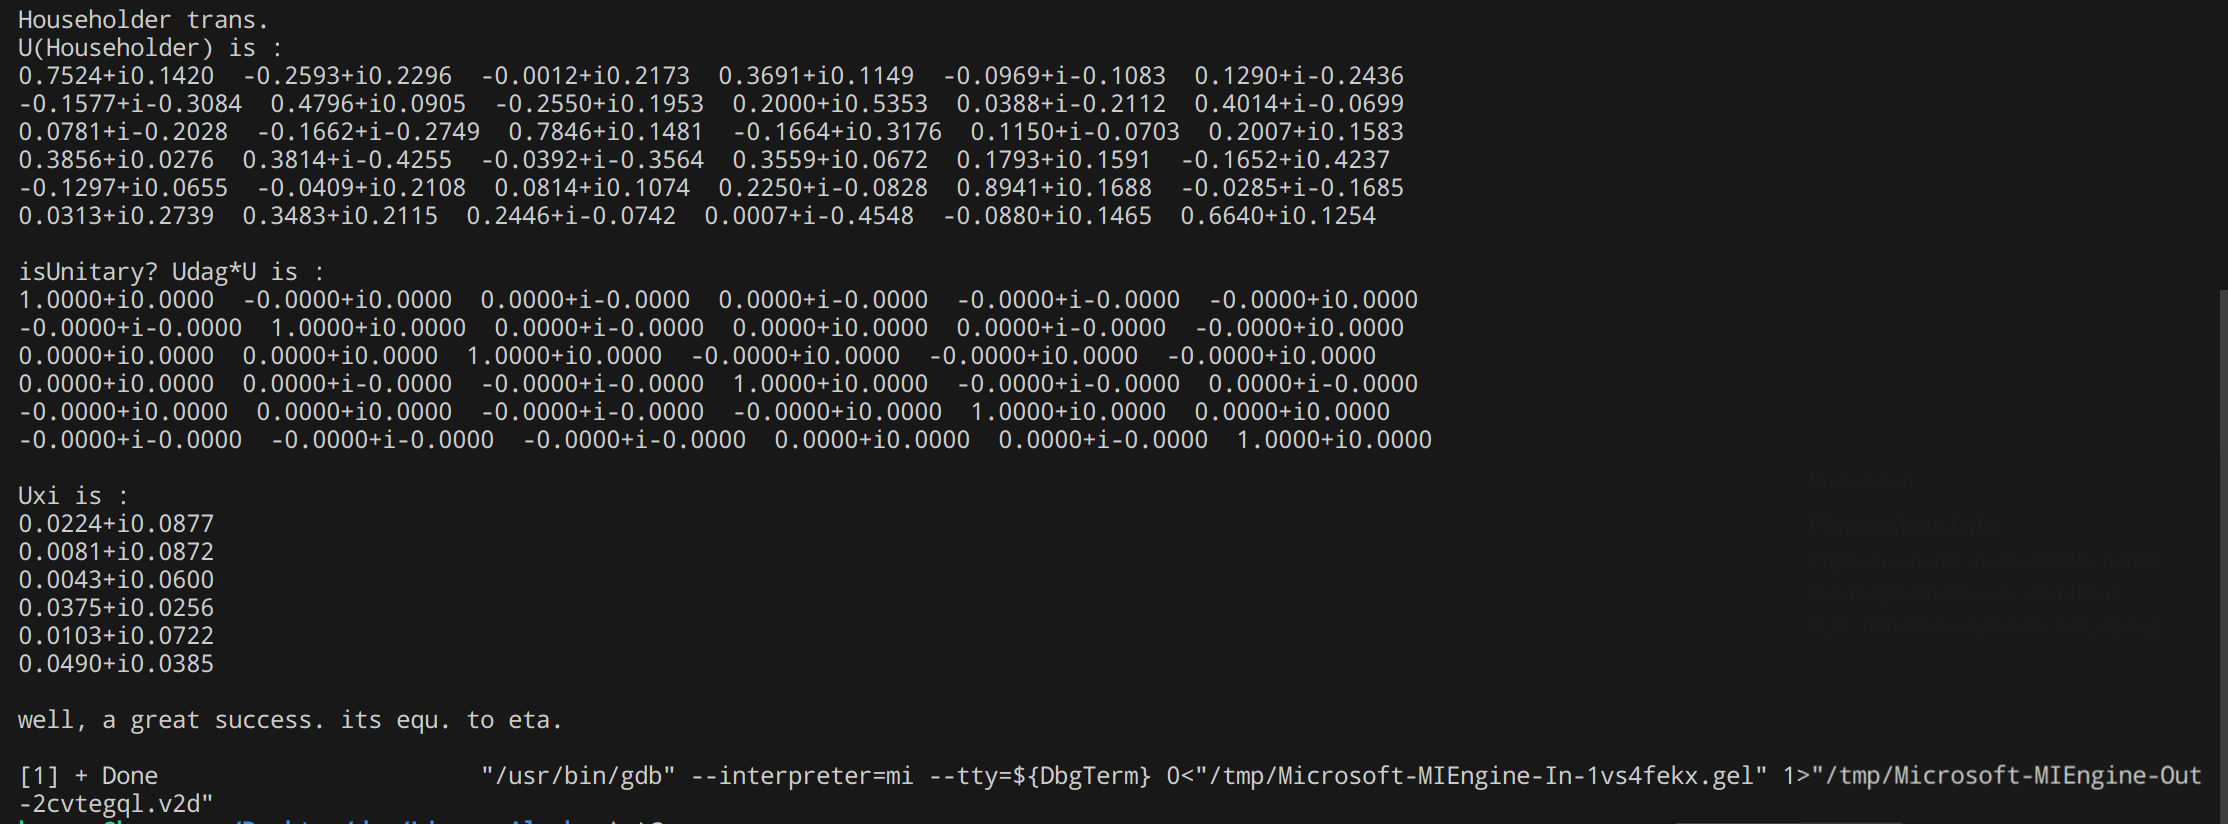 Householder trans.
U(Householder) is :
0.7524+i0.1420  -0.2593+i0.2296  -0.0012+i0.2173  0.3691+i0.1149  -0.0969+i-0.1083  0.1290+i-0.2436
-0.1577+i-0.3084  0.4796+i0.0905  -0.2550+i0.1953  0.2000+i0.5353  0.0388+i-0.2112  0.4014+i-0.0699
0.0781+i-0.2028  -0.1662+i-0.2749  0.7846+i0.1481  -0.1664+i0.3176  0.1150+i-0.0703  0.2007+i0.1583
0.3856+i0.0276  0.3814+i-0.4255  -0.0392+i-0.3564  0.3559+i0.0672  0.1793+i0.1591  -0.1652+i0.4237
-0.1297+i0.0655  -0.0409+i0.2108  0.0814+i0.1074  0.2250+i-0.0828  0.8941+i0.1688  -0.0285+i-0.1685
0.0313+i0.2739  0.3483+i0.2115  0.2446+i-0.0742  0.0007+i-0.4548  -0.0880+i0.1465  0.6640+i0.1254
isUnitary? Udag*U is :
1.0000+i0.0000  -0.0000+i0.0000  0.0000+i-0.0000  0.0000+i-0.0000  -0.0000+i-0.0000  -0.0000+i0.0000
-0.0000+i-0.0000  1.0000+i0.0000  0.0000+i-0.0000  0.0000+i0.0000  0.0000+i-0.0000  -0.0000+i0.0000
0.0000+i0.0000  0.0000+i0.0000  1.0000+i0.0000  -0.0000+i0.0000  -0.0000+i0.0000  -0.0000+i0.0000
0.0000+i0.0000  0.0000+i-0.0000  -0.0000+i-0.0000  1.0000+i0.0000  -0.0000+i-0.0000  0.0000+i-0.0000
-0.0000+i0.0000  0.0000+i0.0000  -0.0000+i-0.0000  -0.0000+i0.0000  1.0000+i0.0000  0.0000+i0.0000
-0.0000+i-0.0000  -0.0000+i-0.0000  -0.0000+i-0.0000  0.0000+i0.0000  0.0000+i-0.0000  1.0000+i0.0000
Uxi is :
0.0224+i0.0877
0.0081+i0.0872
0.0043+i0.0600
0.0375+i0.0256
0.0103+i0.0722
0.0490+i0.0385
well, a great success. its equ. to eta.
[1] + Done                       "/usr/bin/gdb" --interpreter=mi --tty=${DbgTerm} 0<"/tmp/Microsoft-MIEngine-In-1vs4fekx.gel" 1>"/tmp/Microsoft-MIEngine-Out
-2cvtegql.v2d"